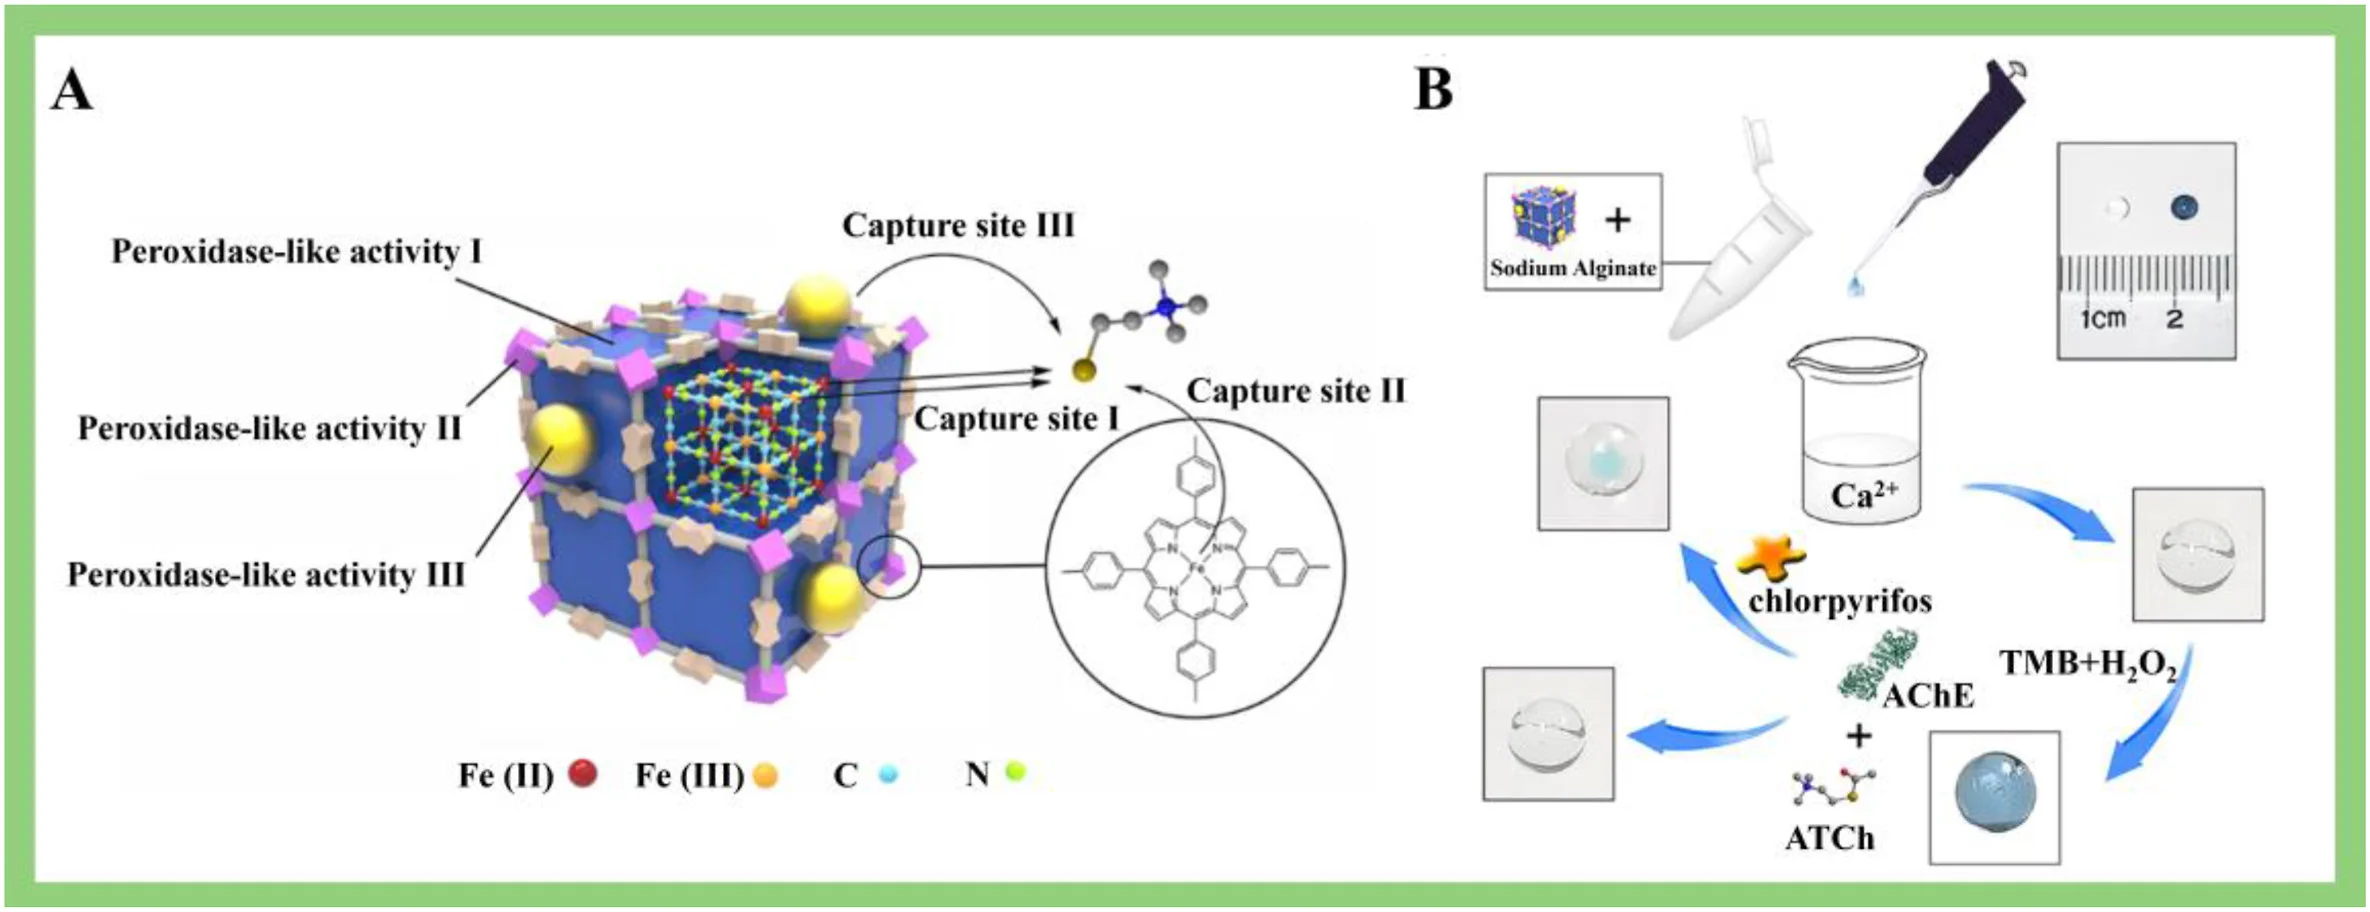 A
Peroxidase-like activity I
Peroxidase-like activity II
Peroxidase-like activity III
Capture site III
Capture site II
Capture site I
N
N
Fe
N
N
Fe (II)
Fe (III)
C
N
B
+
Sodium Alginate
1cm 2
Ca²⁺
chlorpyrifos
AChE
TMB+H₂O₂
+
ATCh